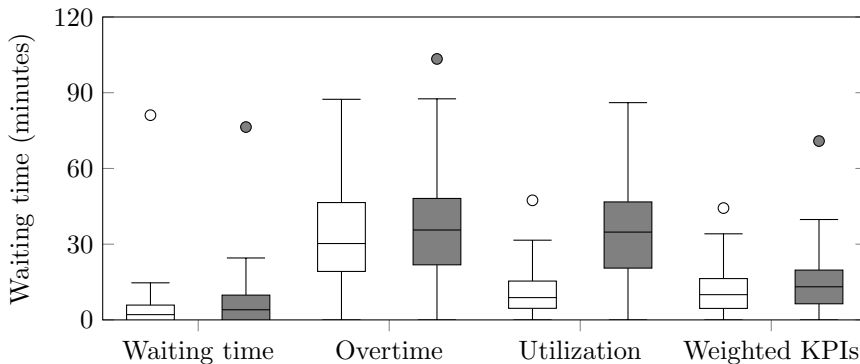 120
90
60
30
0
Waiting time (minutes)
Waiting time
Overtime
Utilization
Weighted KPIs